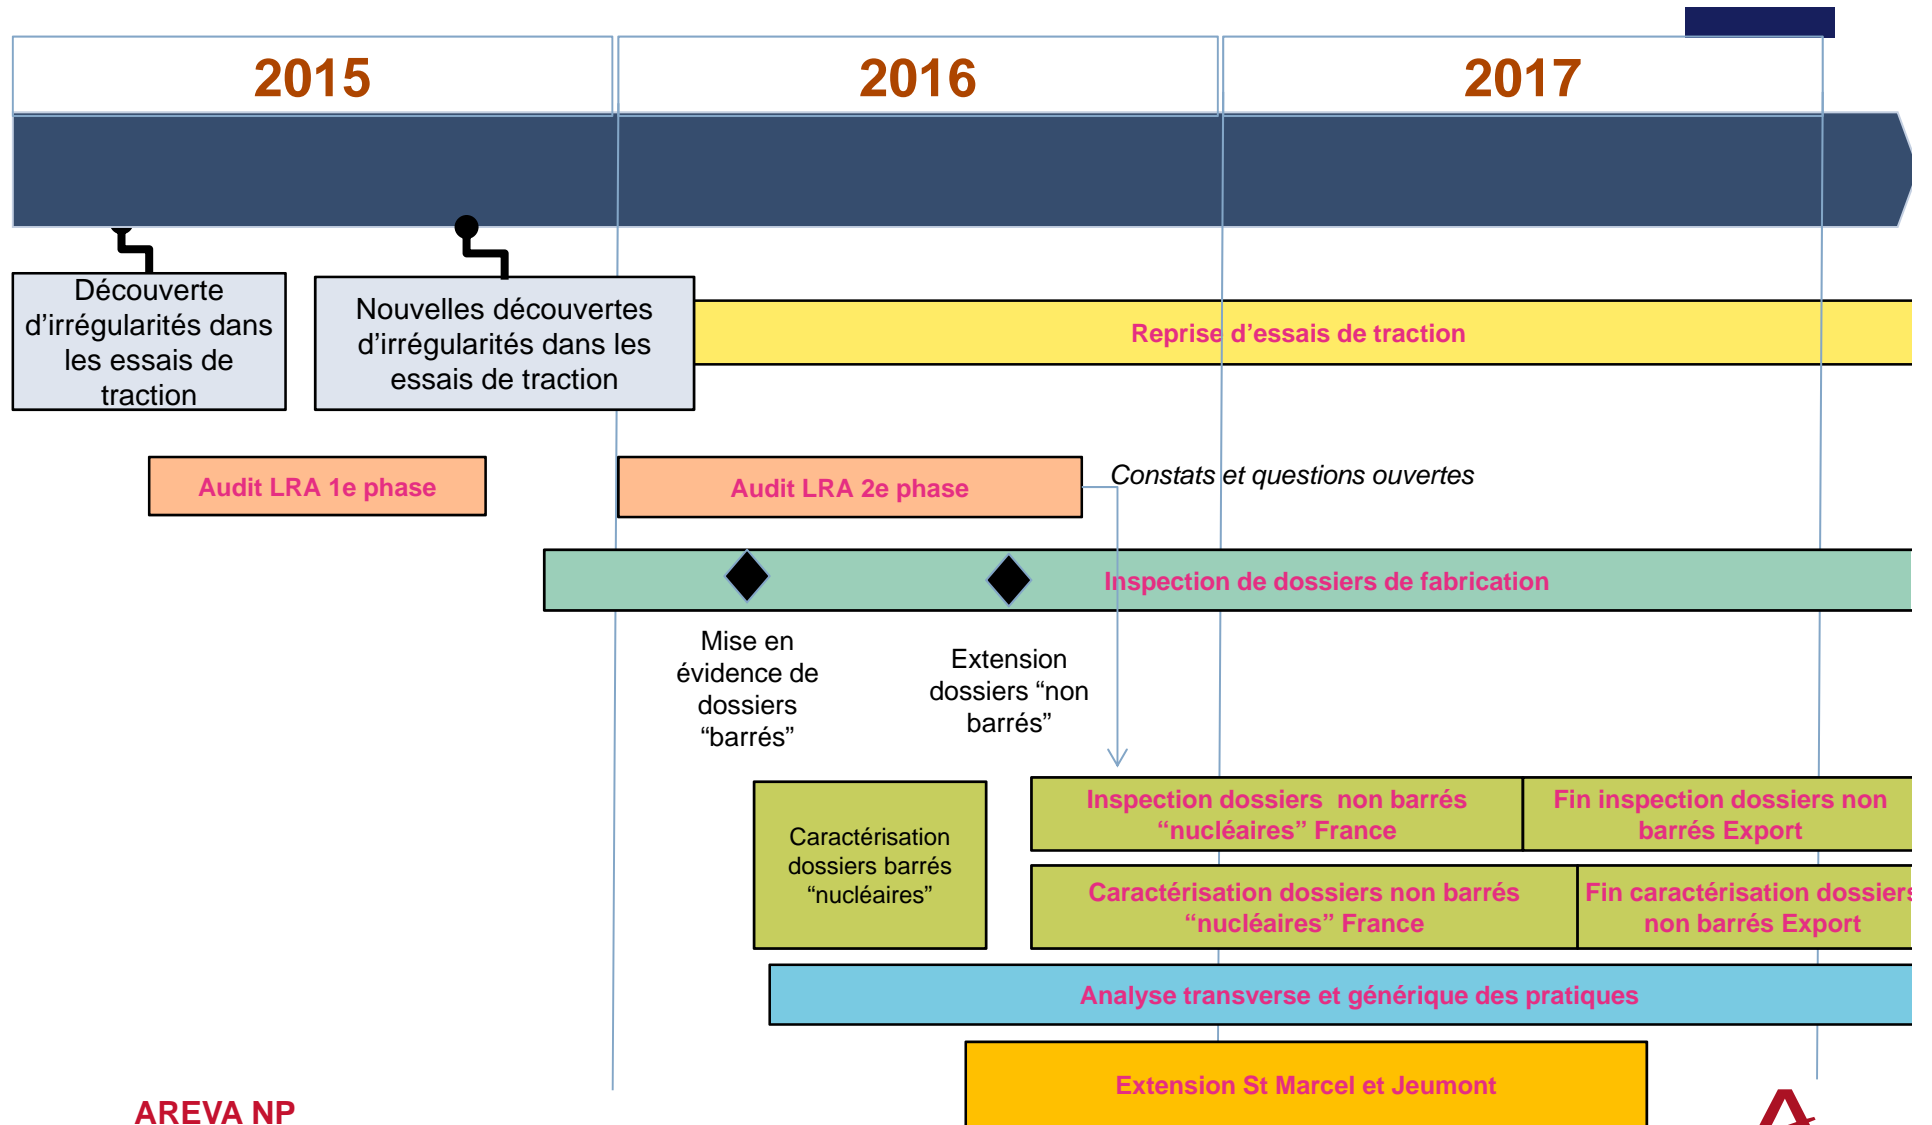 2015
2016
2017
Découverte
d’irrégularités dans
les essais de
traction
Nouvelles découvertes
d’irrégularités dans les
essais de traction
Reprise d’essais de traction
Audit LRA 1e phase
Audit LRA 2e phase
Constats et questions ouvertes
Inspection de dossiers de fabrication
Mise en
évidence de
dossiers
“barrés”
Extension
dossiers “non
barrés”
Caractérisation
dossiers barrés
“nucléaires”
Inspection dossiers non barrés
“nucléaires” France
Fin inspection dossiers non
barrés Export
Caractérisation dossiers non barrés
“nucléaires” France
Fin caractérisation dossiers
non barrés Export
Analyse transverse et générique des pratiques
Extension St Marcel et Jeumont
AREVA NP